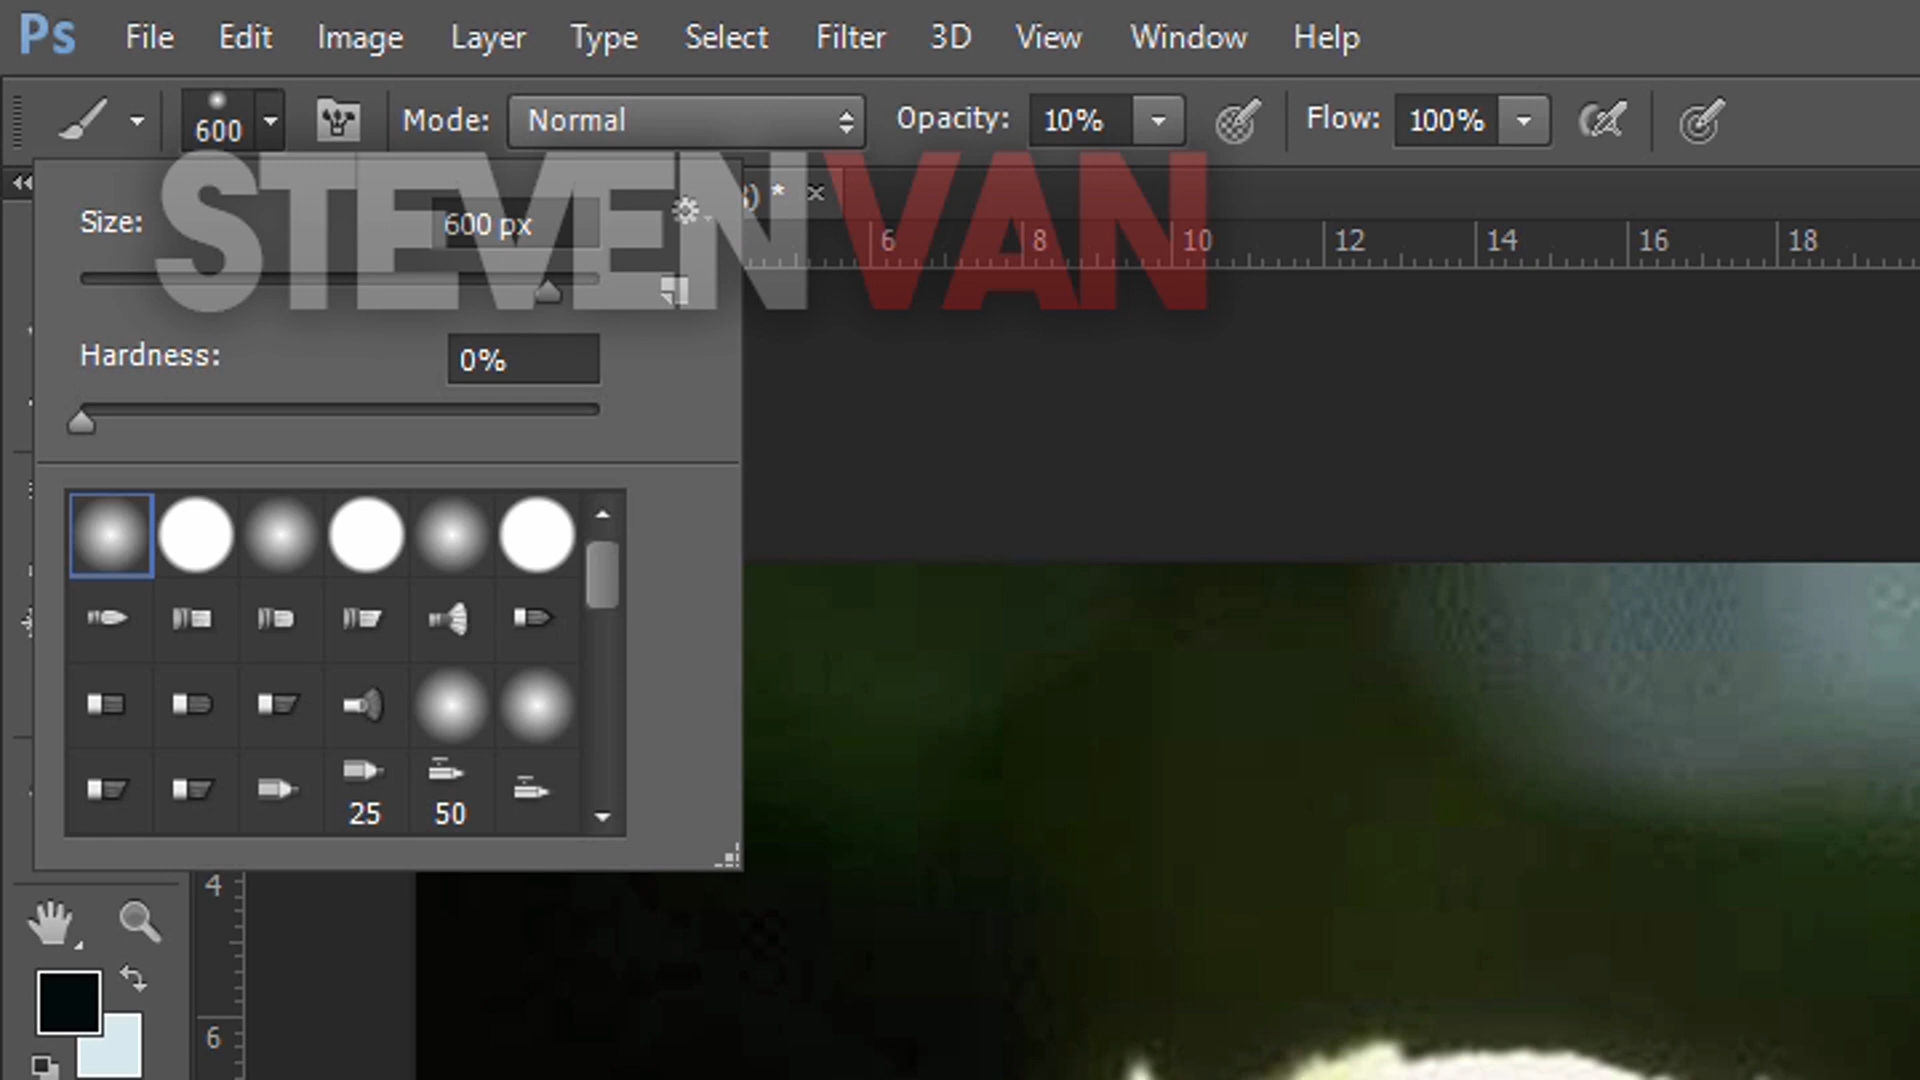 Ps File Edit Image Layer Type Select Filter 3D View Window Help
600 Mode: Normal Opacity: 10% Flow: 100%
STEVENVAN
) * ×
Size: 600 px
6 8 10 12 14 16 18
Hardness: 0%
25 50
4
6